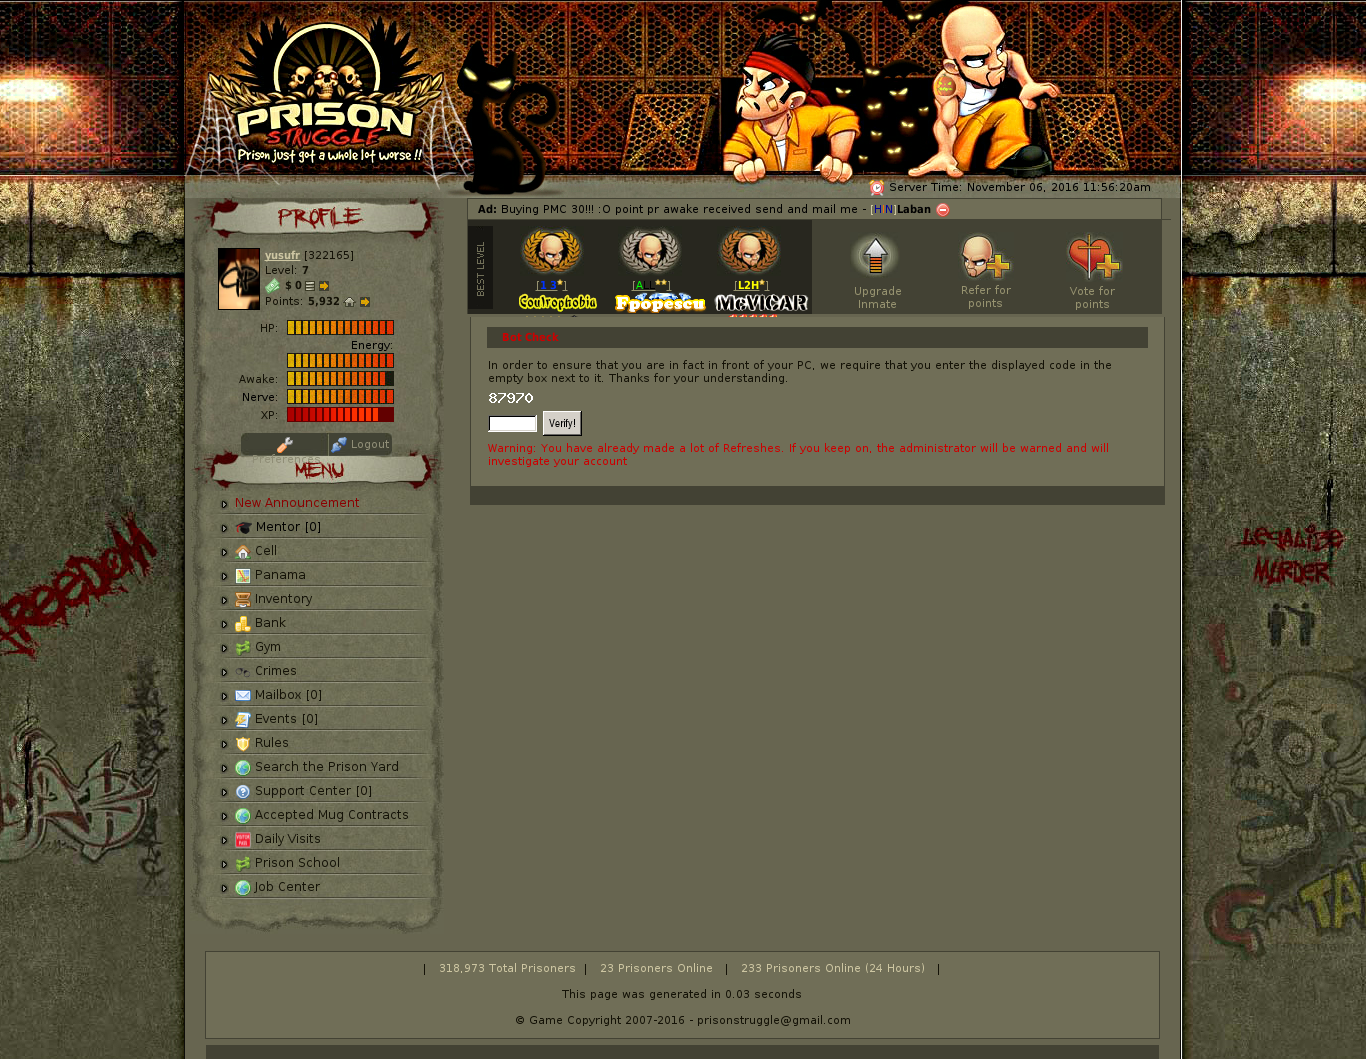 PRISON
STRUGGLE
Prison just got a whole lot worse !!
Server Time: November 06, 2016 11:56:20am
PROFILE
Ad: Buying PMC 30!!! :O point pr awake received send and mail me - [H N]Laban
yusufr [322165]
Level: 7
$ 0
Points: 5,932
HP:
Energy:
Awake:
Nerve:
XP:
Preferences
Logout
BEST LEVEL
[L2H*]
Controphobia
Fpopescu
McVICAR
Upgrade
Inmate
Refer for
points
Vote for
points
Bot Check
In order to ensure that you are in fact in front of your PC, we require that you enter the displayed code in the
empty box next to it. Thanks for your understanding.
87970
Verify!
Warning: You have already made a lot of Refreshes. If you keep on, the administrator will be warned and will
investigate your account
MENU
New Announcement
Mentor [0]
Cell
Panama
Inventory
Bank
Gym
Crimes
Mailbox [0]
Events [0]
Rules
Search the Prison Yard
Support Center [0]
Accepted Mug Contracts
Daily Visits
Prison School
Job Center
FREEDOM
LEGALIZE
MURDER
| 318,973 Total Prisoners | 23 Prisoners Online | 233 Prisoners Online (24 Hours) |
This page was generated in 0.03 seconds
© Game Copyright 2007-2016 - prisonstruggle@gmail.com